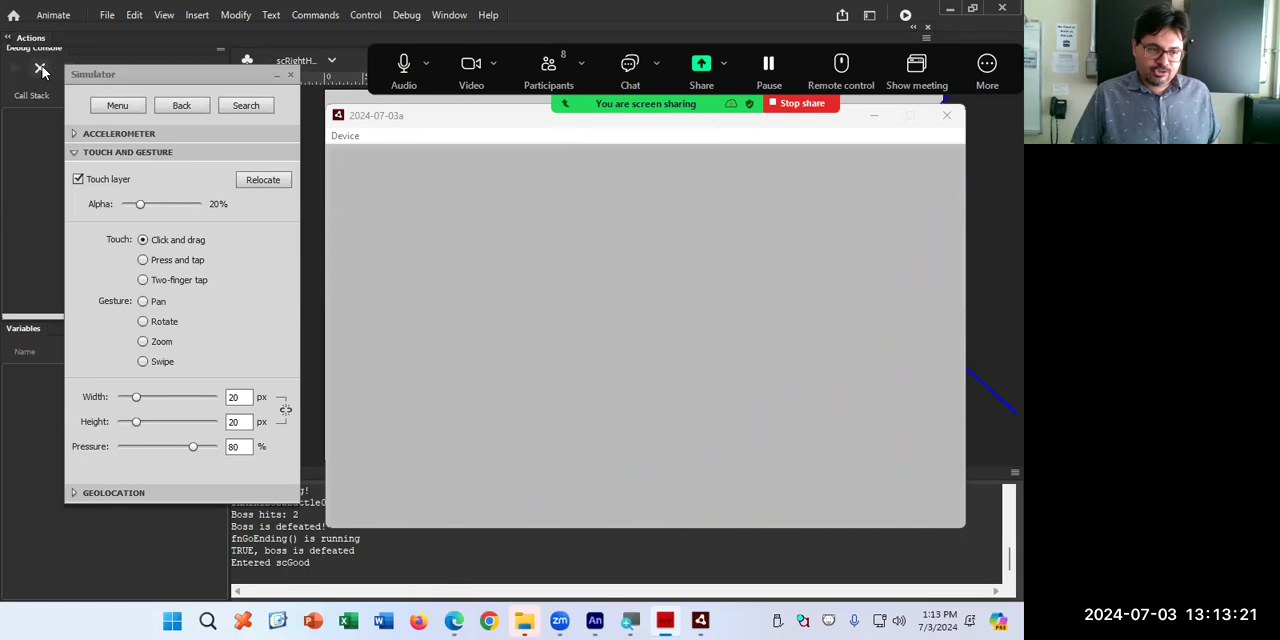 Animate File Edit View Insert Modify Text Commands Control Debug Window Help
Actions
Debug Console
Call Stack
Variables
Name
Simulator
Menu Back Search
ACCELEROMETER
TOUCH AND GESTURE
Touch layer Relocate
Alpha: 20%
Touch: Click and drag
Press and tap
Two-finger tap
Gesture: Pan
Rotate
Zoom
Swipe
Width: 20 px
Height: 20 px
Pressure: 80 %
GEOLOCATION
scRightH...
Audio Video 8 Participants Chat Share Pause Remote control Show meeting More
You are screen sharing Stop share
2024-07-03a
Device
Boss hits: 2
Boss is defeated!
fnGoEnding() is running
TRUE, boss is defeated
Entered scGood
1:13 PM
7/3/2024
2024-07-03 13:13:21